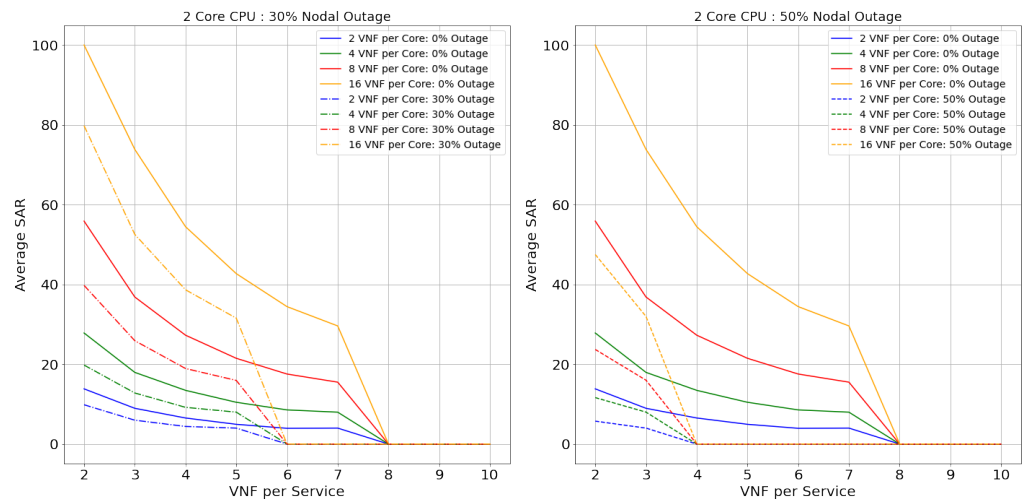 2 Core CPU : 30% Nodal Outage
2 VNF per Core: 0% Outage
4 VNF per Core: 0% Outage
8 VNF per Core: 0% Outage
16 VNF per Core: 0% Outage
2 VNF per Core: 30% Outage
4 VNF per Core: 30% Outage
8 VNF per Core: 30% Outage
16 VNF per Core: 30% Outage
Average SAR
100
80
60
40
20
0
2 3 4 5 6 7 8 9 10
VNF per Service
2 Core CPU : 50% Nodal Outage
2 VNF per Core: 0% Outage
4 VNF per Core: 0% Outage
8 VNF per Core: 0% Outage
16 VNF per Core: 0% Outage
2 VNF per Core: 50% Outage
4 VNF per Core: 50% Outage
8 VNF per Core: 50% Outage
16 VNF per Core: 50% Outage
Average SAR
100
80
60
40
20
0
2 3 4 5 6 7 8 9 10
VNF per Service